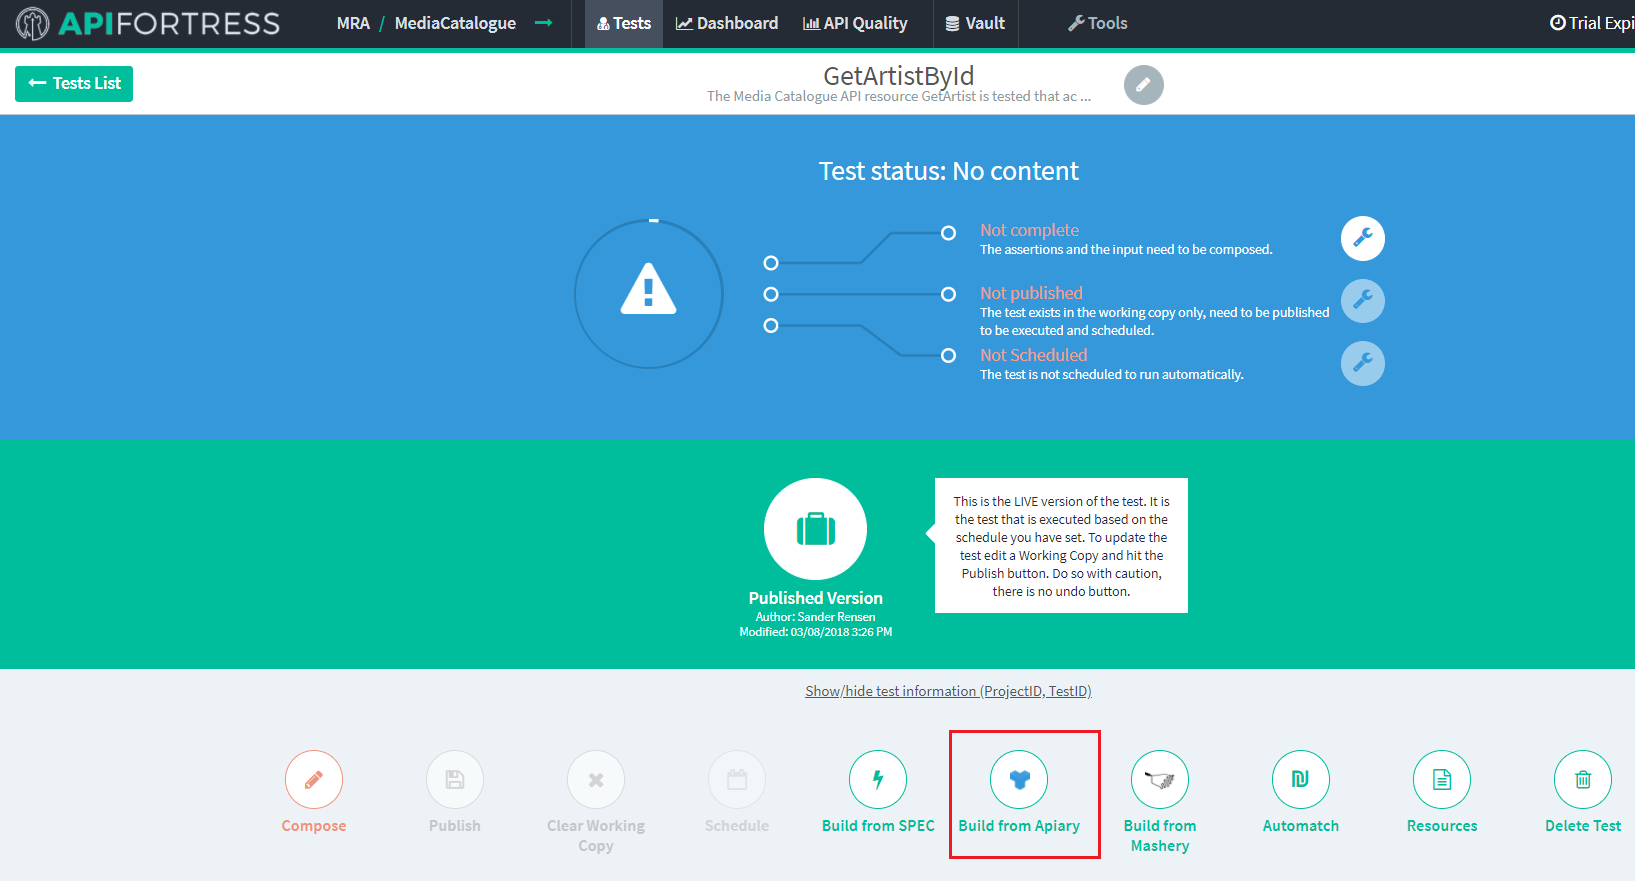 APIFORTRESS
MRA / MediaCatalogue
Tests
Dashboard
API Quality
Vault
Tools
Trial Expi
Tests List
GetArtistById
The Media Catalogue API resource GetArtist is tested that ac ...
Test status: No content
Not complete
The assertions and the input need to be composed.
Not published
The test exists in the working copy only, need to be published
to be executed and scheduled.
Not Scheduled
The test is not scheduled to run automatically.
Published Version
Author: Sander Rensen
Modified: 03/08/2018 3:26 PM
This is the LIVE version of the test. It is
the test that is executed based on the
schedule you have set. To update the
test edit a Working Copy and hit the
Publish button. Do so with caution,
there is no undo button.
Show/hide test information (ProjectID, TestID)
Compose
Publish
Clear Working
Copy
Schedule
Build from SPEC
Build from Apiary
Build from
Mashery
Automatch
Resources
Delete Test